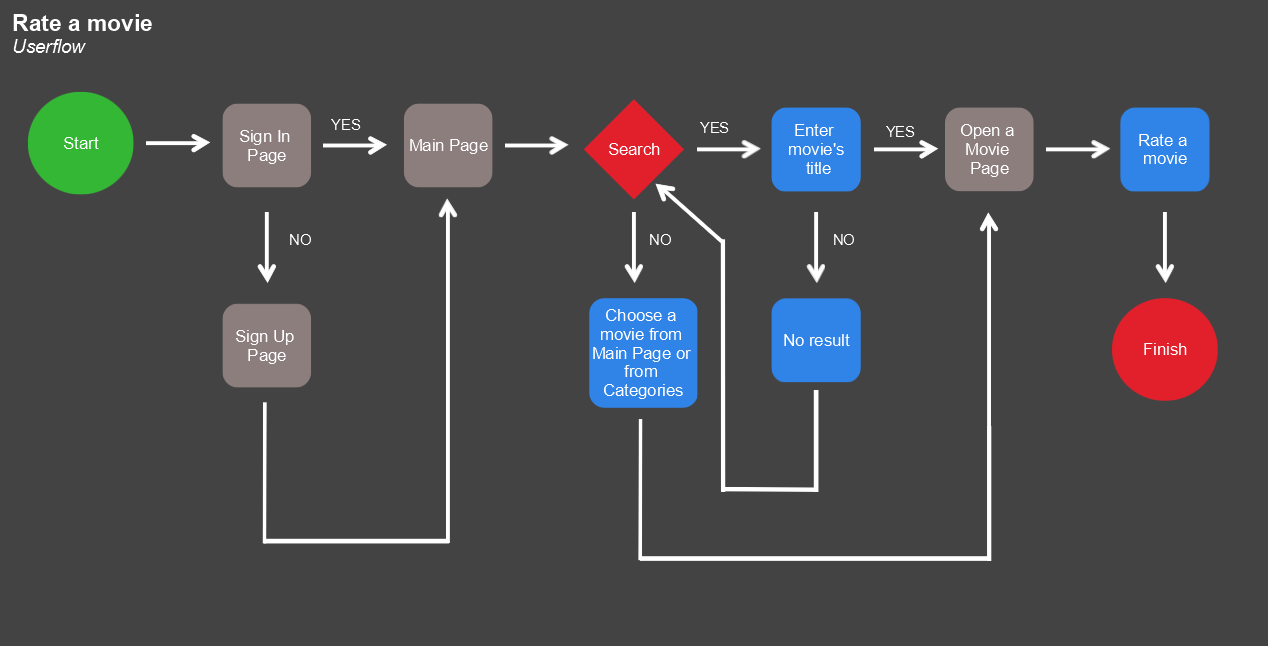 Rate a movie
Userflow
Start
Sign In
Page
YES
Main Page
Search
YES
Enter
movie's
title
YES
Open a
Movie
Page
Rate a
movie
NO
NO
NO
Sign Up
Page
Choose a
movie from
Main Page or
from
Categories
No result
Finish